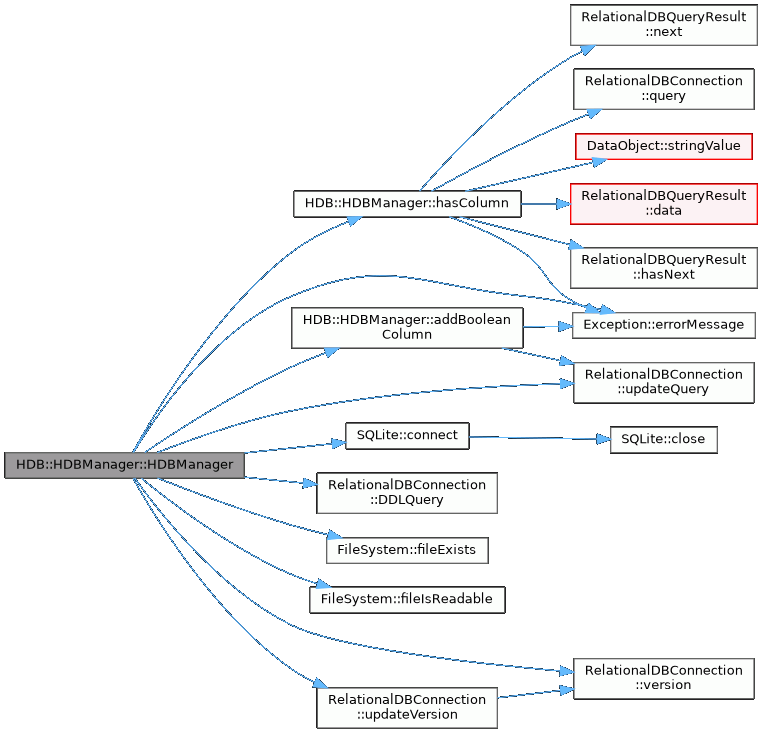 RelationalDBQueryResult
::next
RelationalDBConnection
::query
DataObject::stringValue
HDB::HDBManager::hasColumn
RelationalDBQueryResult
::data
RelationalDBQueryResult
::hasNext
HDB::HDBManager::addBoolean
Column
Exception::errorMessage
RelationalDBConnection
::updateQuery
SQLite::connect
SQLite::close
HDB::HDBManager::HDBManager
RelationalDBConnection
::DDLQuery
FileSystem::fileExists
FileSystem::fileIsReadable
RelationalDBConnection
::version
RelationalDBConnection
::updateVersion